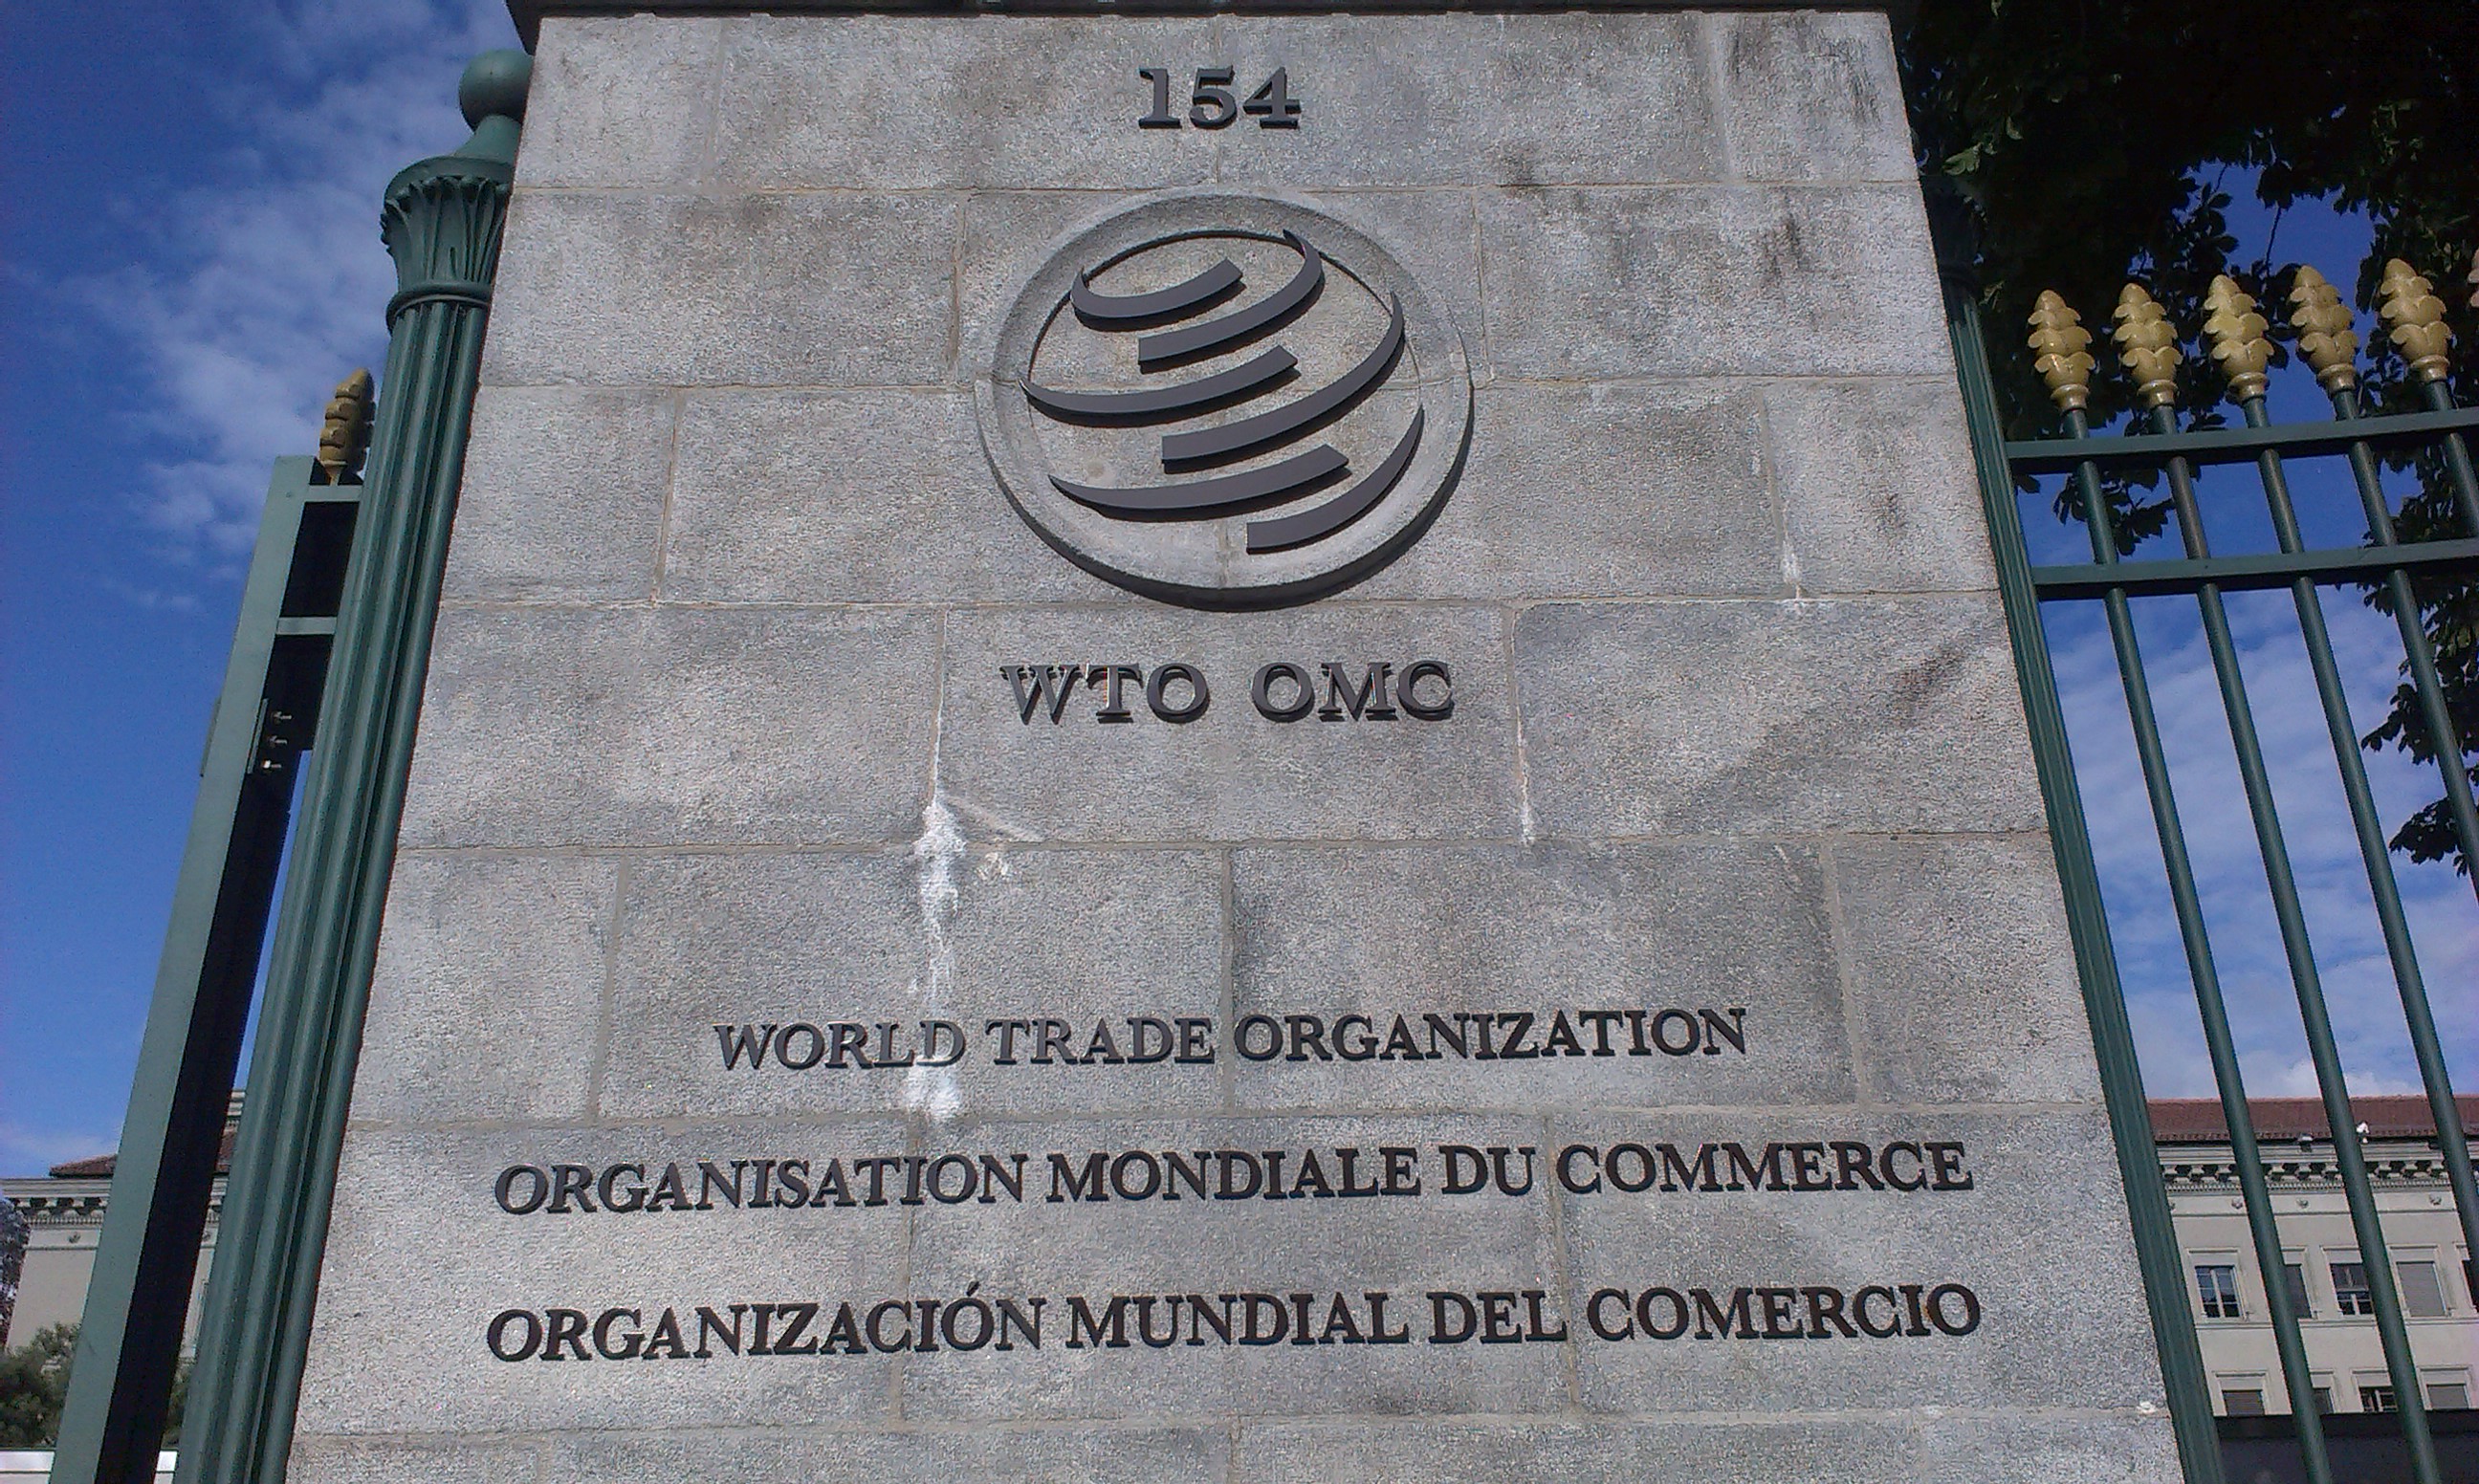 154
WTO OMC
WORLD TRADE ORGANIZATION
ORGANISATION MONDIALE DU COMMERCE
ORGANIZACIÓN MUNDIAL DEL COMERCIO